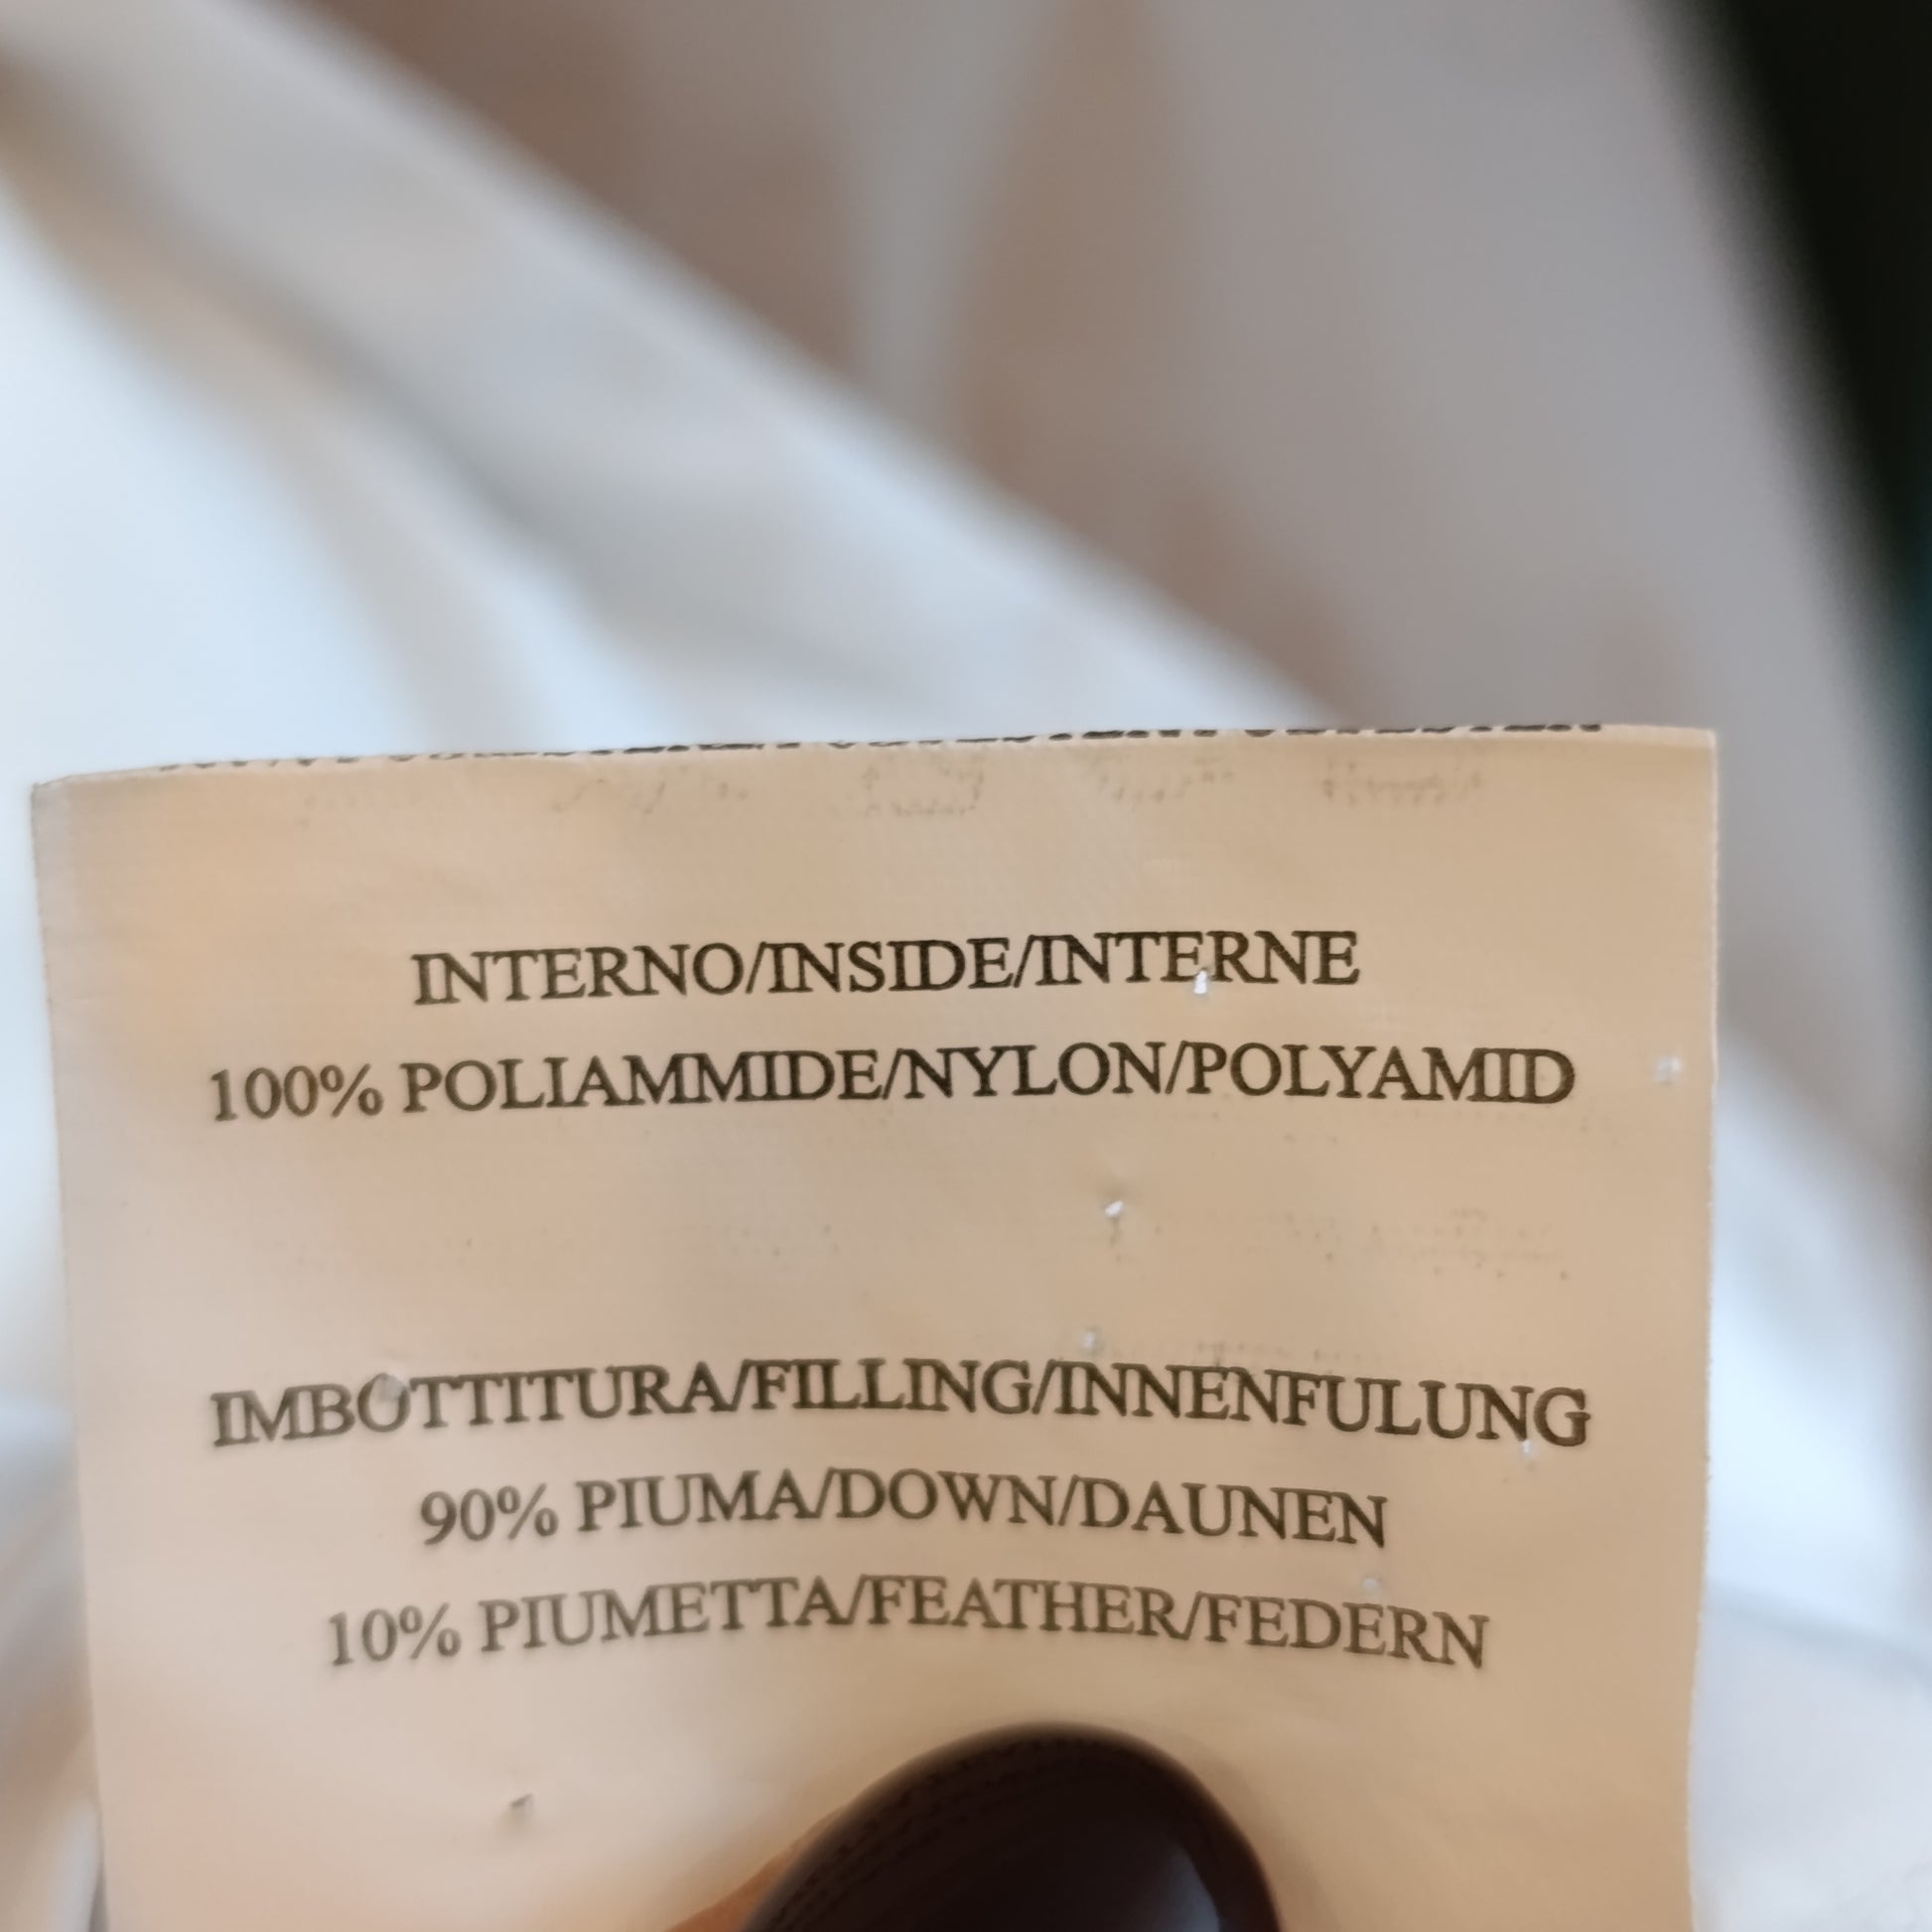 INTERNO/INSIDE/INTERNE
100% POLIAMMIDE/NYLON/POLYAMID
IMBOTTITURA/FILLING/INNENFULUNG
90% PIUMA/DOWN/DAUNEN
10% PIUMETTA/FEATHER/FEDERN